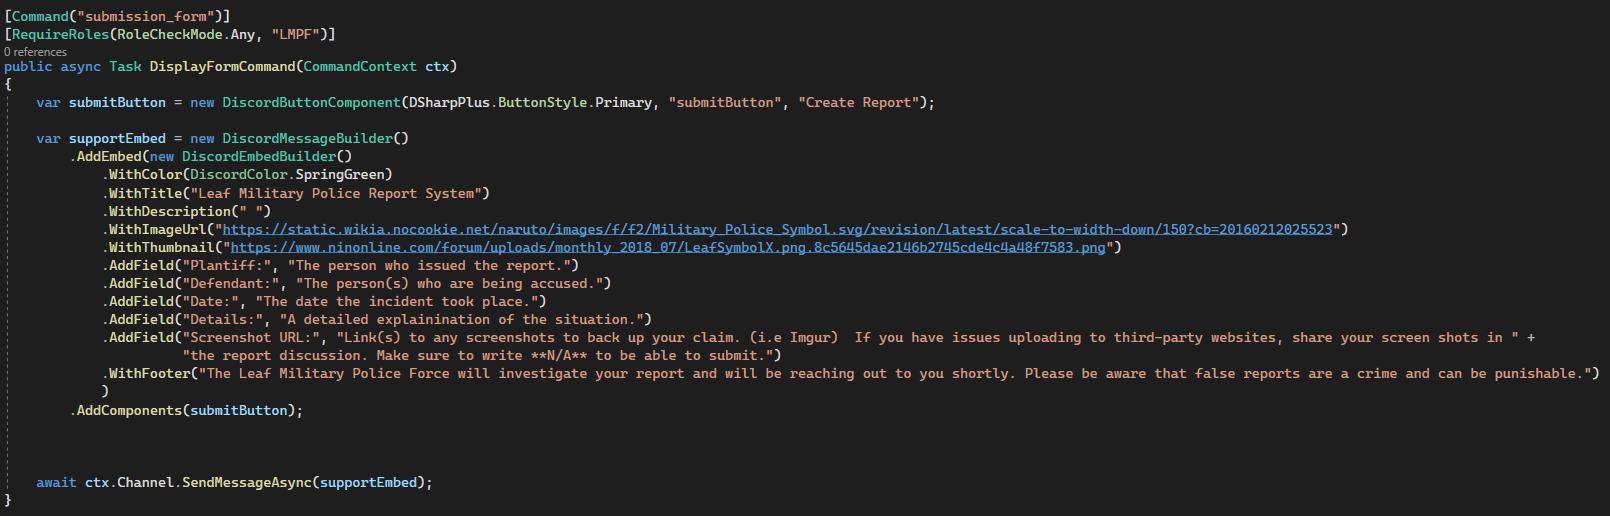 [Command("submission_form")]
[RequireRoles(RoleCheckMode.Any, "LMPF")]
0 references
public async Task DisplayFormCommand(CommandContext ctx)
{
    var submitButton = new DiscordButtonComponent(DSharpPlus.ButtonStyle.Primary, "submitButton", "Create Report");
    var supportEmbed = new DiscordMessageBuilder()
        .AddEmbed(new DiscordEmbedBuilder()
            .WithColor(DiscordColor.SpringGreen)
            .WithTitle("Leaf Military Police Report System")
            .WithDescription(" ")
            .WithImageUrl("https://static.wikia.nocookie.net/naruto/images/f/f2/Military_Police_Symbol.svg/revision/latest/scale-to-width-down/150?cb=20160212025523")
            .WithThumbnail("https://www.ninonline.com/forum/uploads/monthly_2018_07/LeafSymbolX.png.8c5645dae2146b2745cde4c4a48f7583.png")
            .AddField("Plantiff:", "The person who issued the report.")
            .AddField("Defendant:", "The person(s) who are being accused.")
            .AddField("Date:", "The date the incident took place.")
            .AddField("Details:", "A detailed explainination of the situation.")
            .AddField("Screenshot URL:", "Link(s) to any screenshots to back up your claim. (i.e Imgur)  If you have issues uploading to third-party websites, share your screen shots in " +
                      "the report discussion. Make sure to write **N/A** to be able to submit.")
            .WithFooter("The Leaf Military Police Force will investigate your report and will be reaching out to you shortly. Please be aware that false reports are a crime and can be punishable.")
            )
        .AddComponents(submitButton);
    await ctx.Channel.SendMessageAsync(supportEmbed);
}